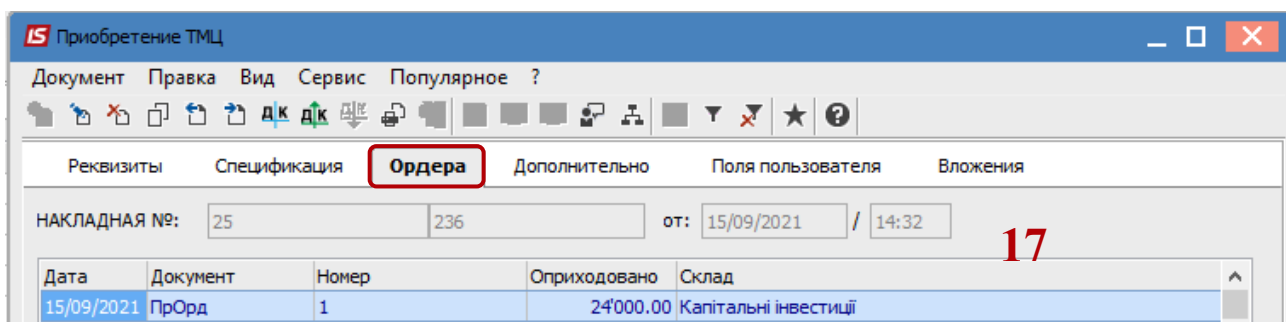 IS Приобретение ТМЦ
Документ Правка Вид Сервис Популярное ?
Реквизиты Спецификация Ордера Дополнительно Поля пользователя Вложения
НАКЛАДНАЯ №: 25 236 от: 15/09/2021 / 14:32
17
Дата Документ Номер Оприходовано Склад
15/09/2021 ПрОрд 1 24'000.00 Капітальні інвестиції